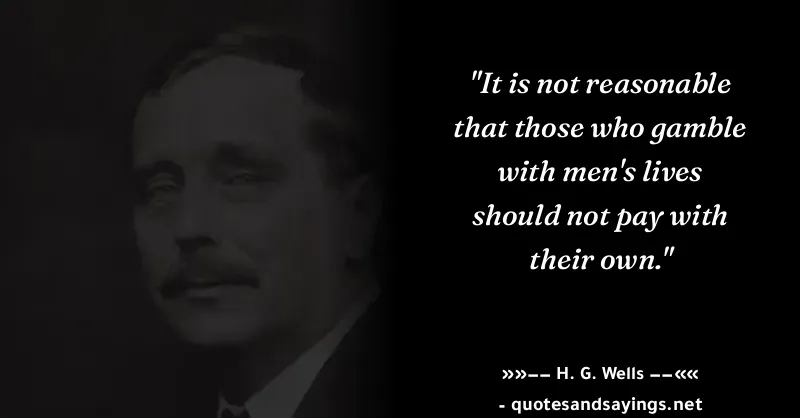 "It is not reasonable
that those who gamble
with men's lives
should not pay with
their own."
»»−− H. G. Wells −−««
- quotesandsayings.net